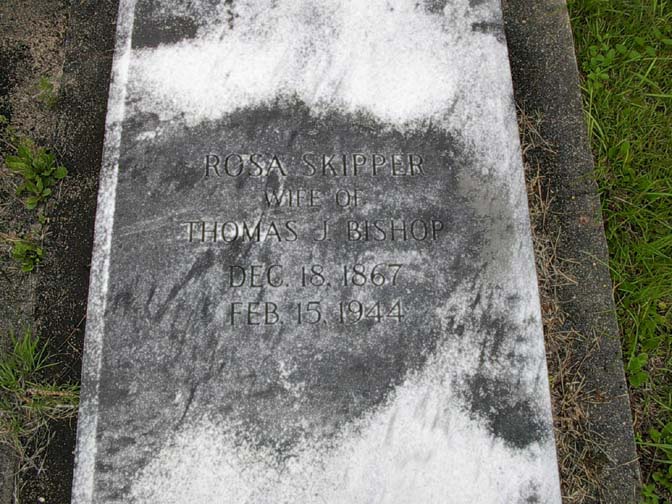 ROSA SKIPPER
WIFE OF
THOMAS J. BISHOP
DEC. 18, 1867
FEB. 15, 1944